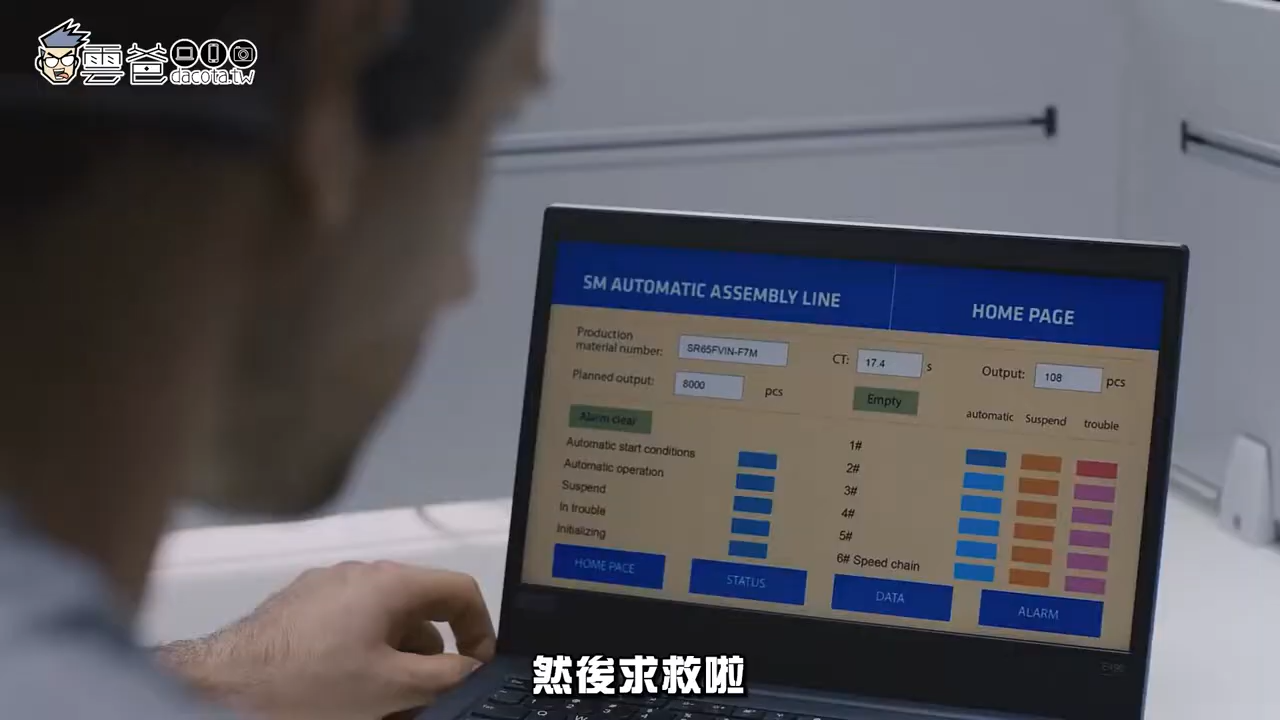 雲爸
dacota.tw
SM AUTOMATIC ASSEMBLY LINE
HOME PAGE
Production
material number:
SR65FVIN-F7M
CT:
17.4
s
Output:
108
pcs
Planned output:
8000
pcs
Empty
automatic
Suspend
trouble
Alarm clear
Automatic start conditions
1#
Automatic operation
2#
Suspend
3#
In trouble
4#
Initializing
5#
6# Speed chain
HOME PACE
STATUS
DATA
ALARM
然後求救啦